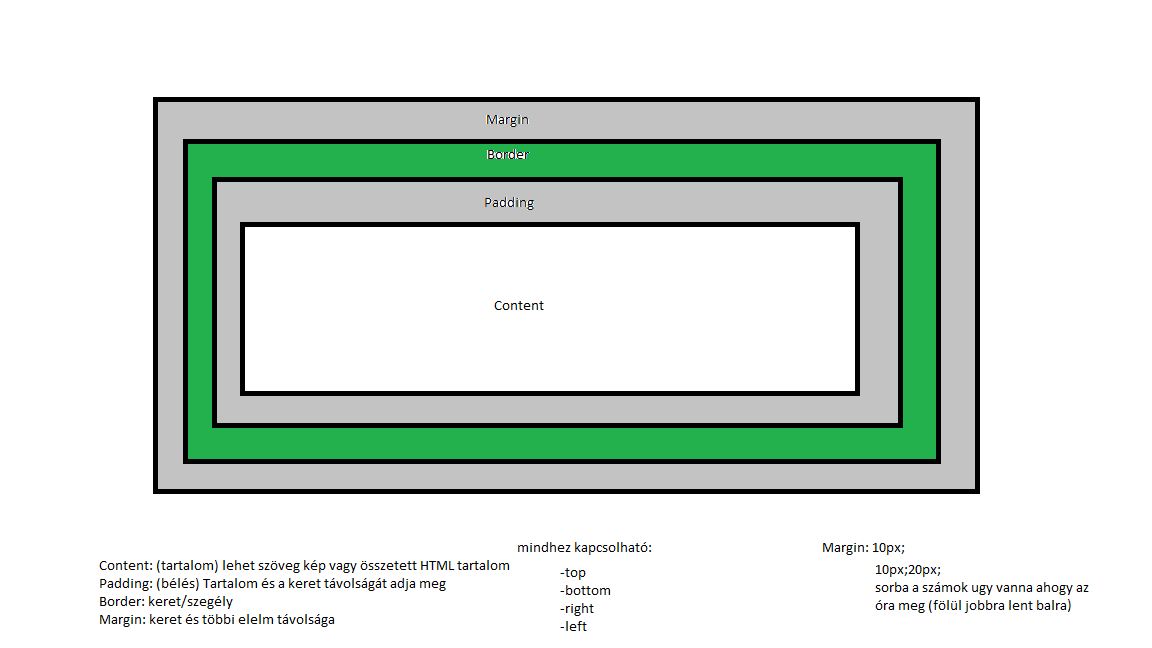 Margin
Border
Padding
Content
Content: (tartalom) lehet szöveg kép vagy összetett HTML tartalom
Padding: (bélés) Tartalom és a keret távolságát adja meg
Border: keret/szegély
Margin: keret és többi elelm távolsága
mindhez kapcsolható:
-top
-bottom
-right
-left
Margin: 10px;
10px;20px;
sorba a számok ugy vanna ahogy az
óra meg (fölül jobbra lent balra)